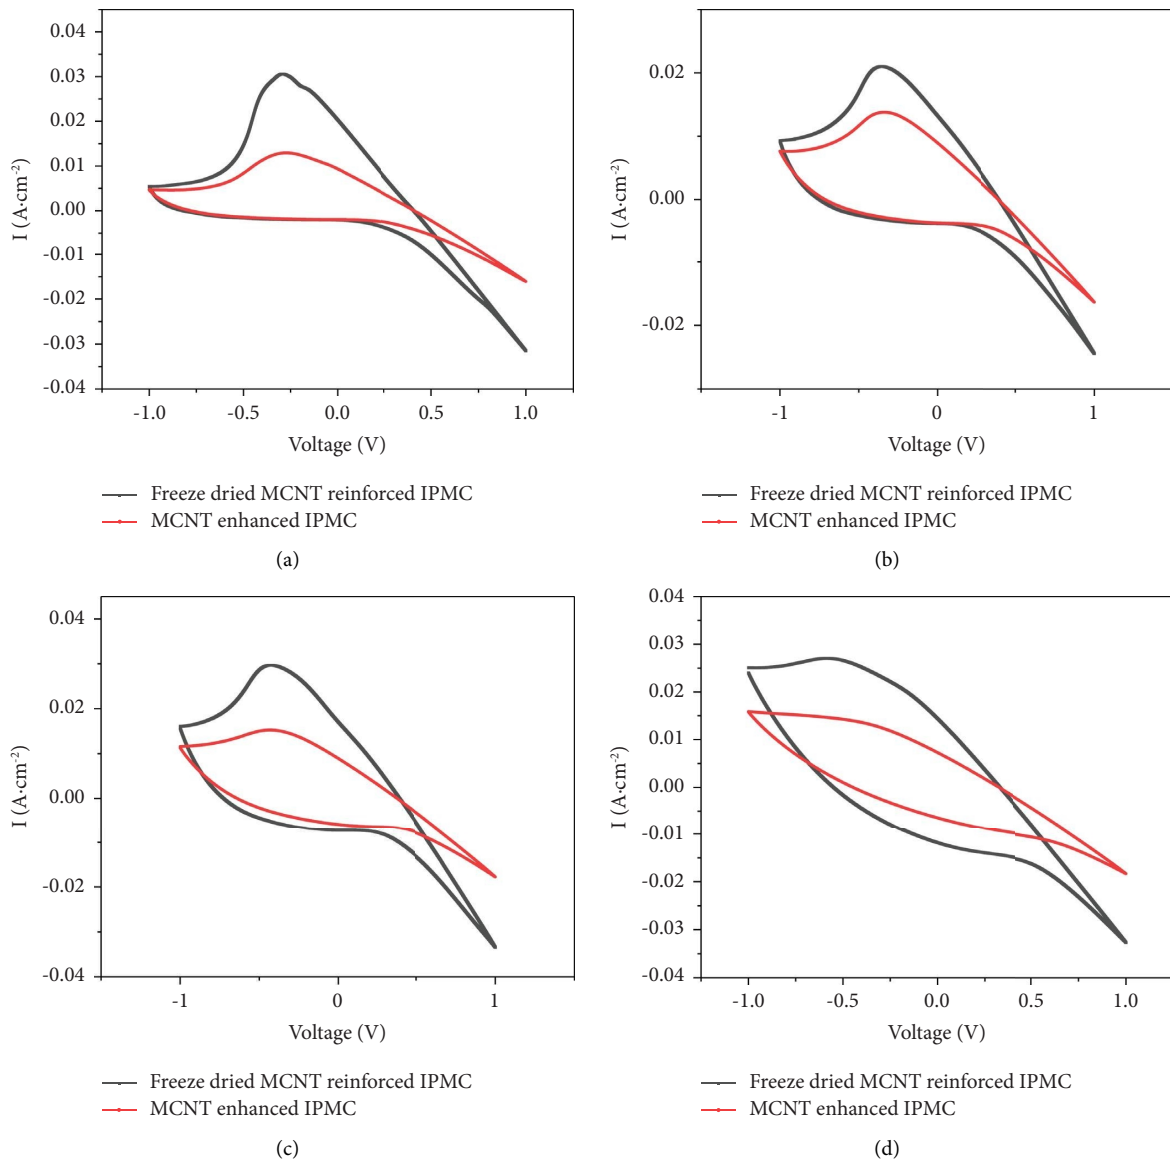 0.04
0.03
0.02
0.01
0.00
-0.01
-0.02
-0.03
-0.04
I (A·cm-2)
-1.0 -0.5 0.0 0.5 1.0
Voltage (V)
Freeze dried MCNT reinforced IPMC
MCNT enhanced IPMC
(a)
0.02
0.00
-0.02
I (A·cm-2)
-1 0 1
Voltage (V)
Freeze dried MCNT reinforced IPMC
MCNT enhanced IPMC
(b)
0.04
0.02
0.00
-0.02
-0.04
I (A·cm-2)
-1 0 1
Voltage (V)
Freeze dried MCNT reinforced IPMC
MCNT enhanced IPMC
(c)
0.04
0.03
0.02
0.01
0.00
-0.01
-0.02
-0.03
-0.04
I (A·cm-2)
-1.0 -0.5 0.0 0.5 1.0
Voltage (V)
Freeze dried MCNT reinforced IPMC
MCNT enhanced IPMC
(d)